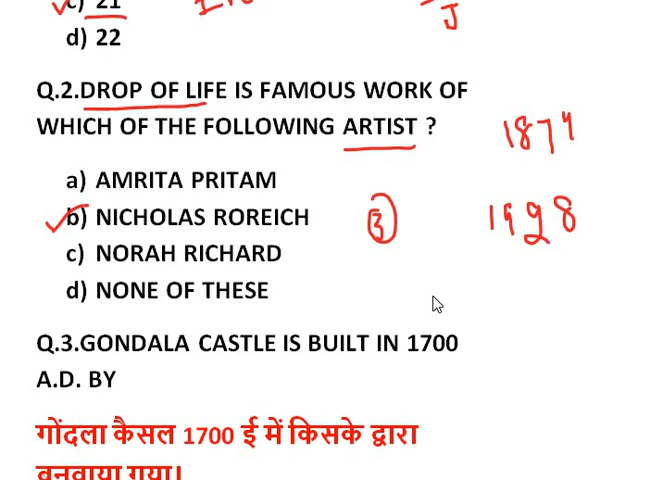 c) 21
d) 22
Q.2.DROP OF LIFE IS FAMOUS WORK OF
WHICH OF THE FOLLOWING ARTIST ?
1874
a) AMRITA PRITAM
b) NICHOLAS ROREICH
3
1928
c) NORAH RICHARD
d) NONE OF THESE
Q.3.GONDALA CASTLE IS BUILT IN 1700
A.D. BY
गोंदला कैसल 1700 ई में किसके द्वारा
बनवाया गया।